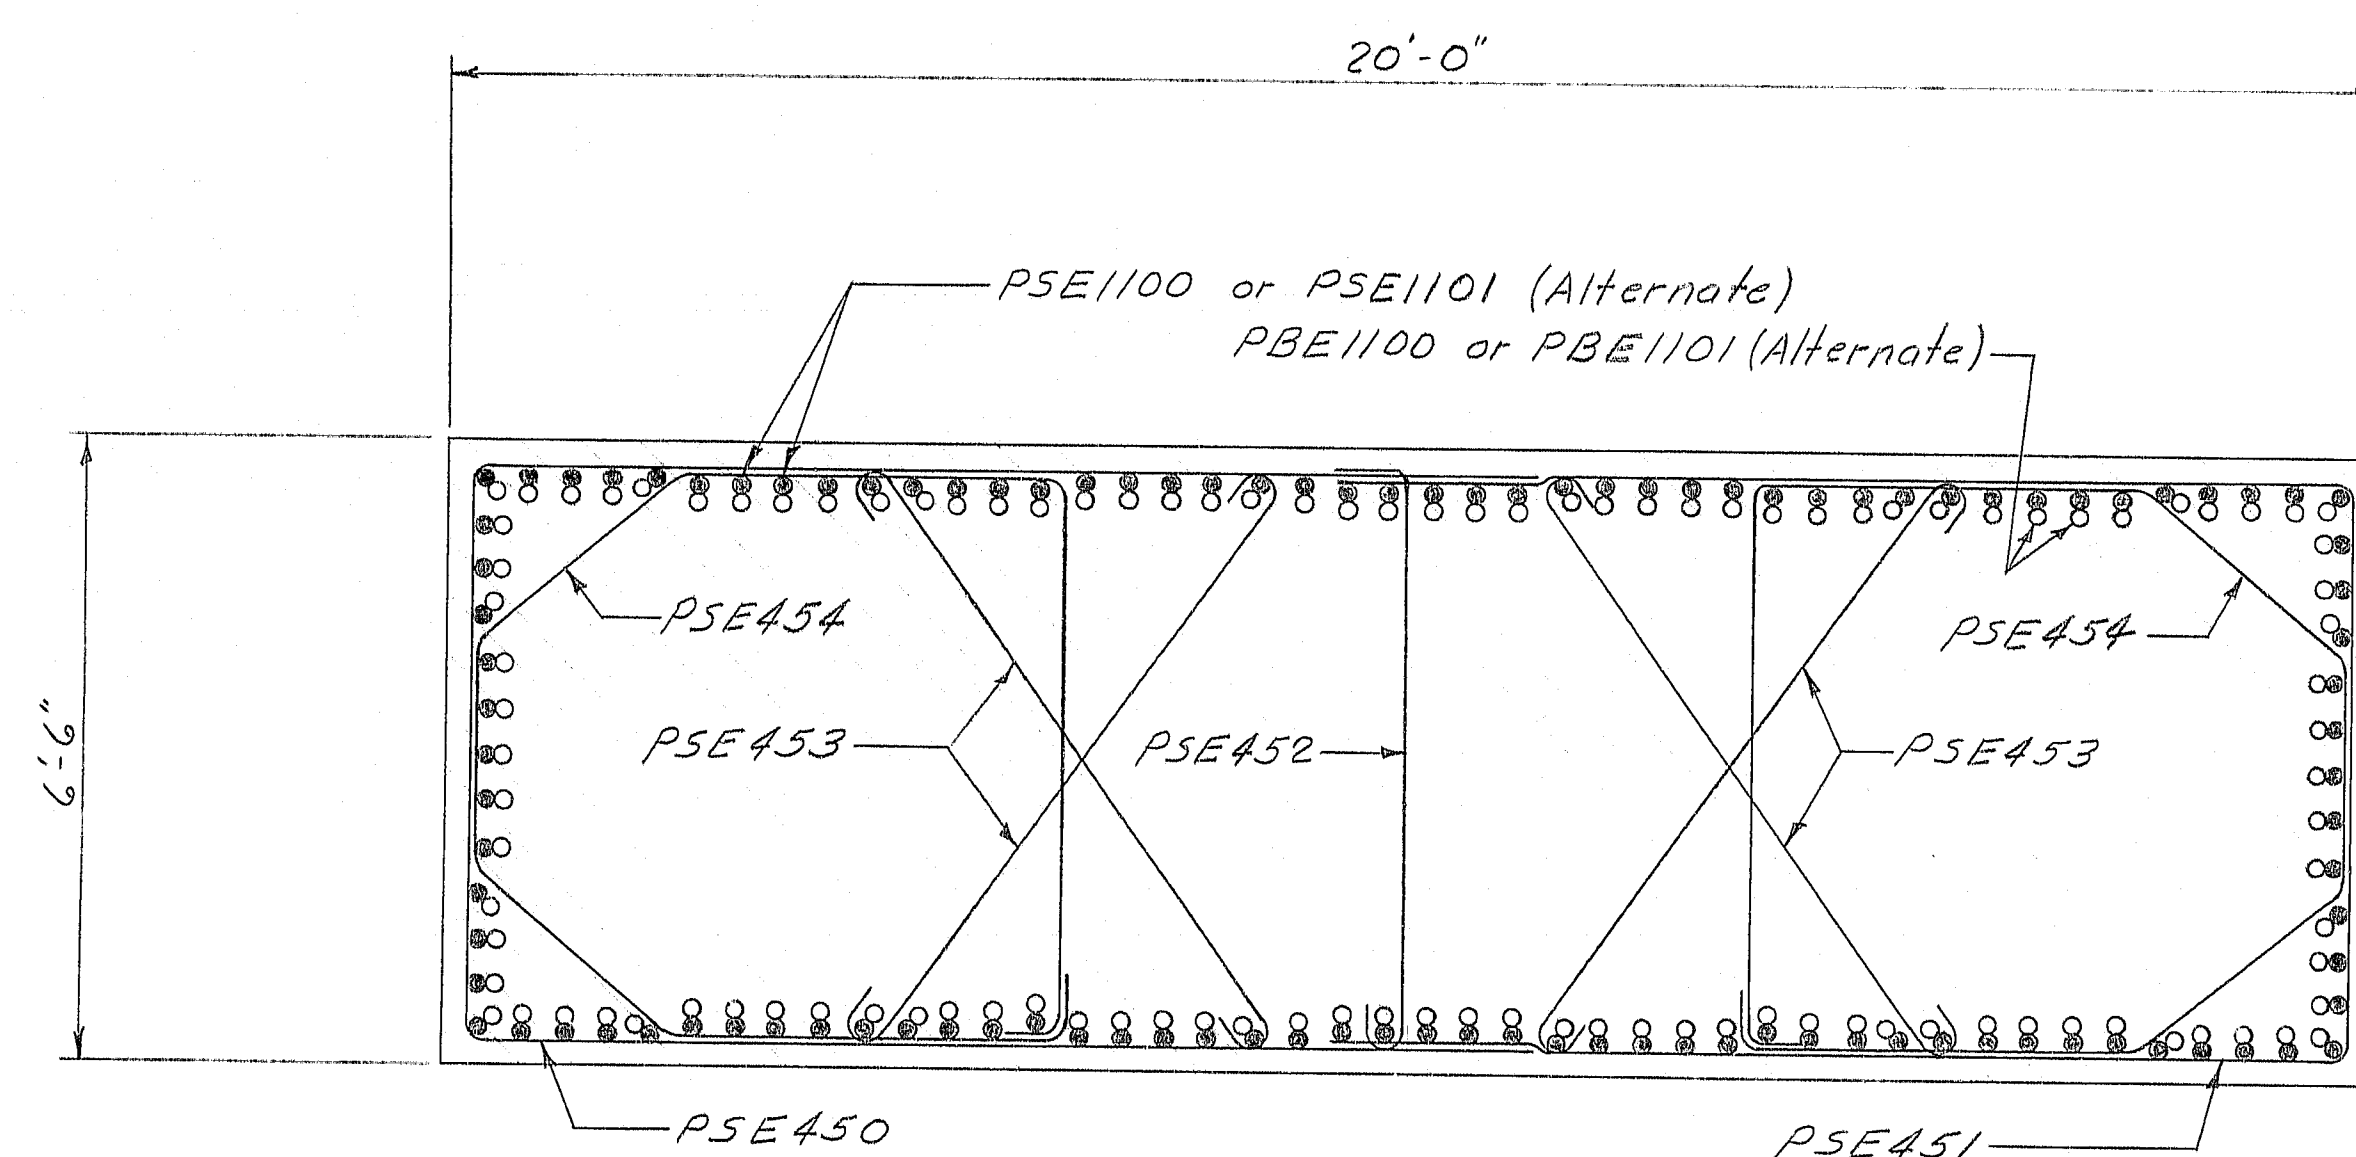 20'-0"
PSE1100 or PSE1101 (Alternate)
PBE1100 or PBE1101 (Alternate)
PSE454
PSE454
6'-6"
PSE453
PSE452
PSE453
PSE450
PSE451